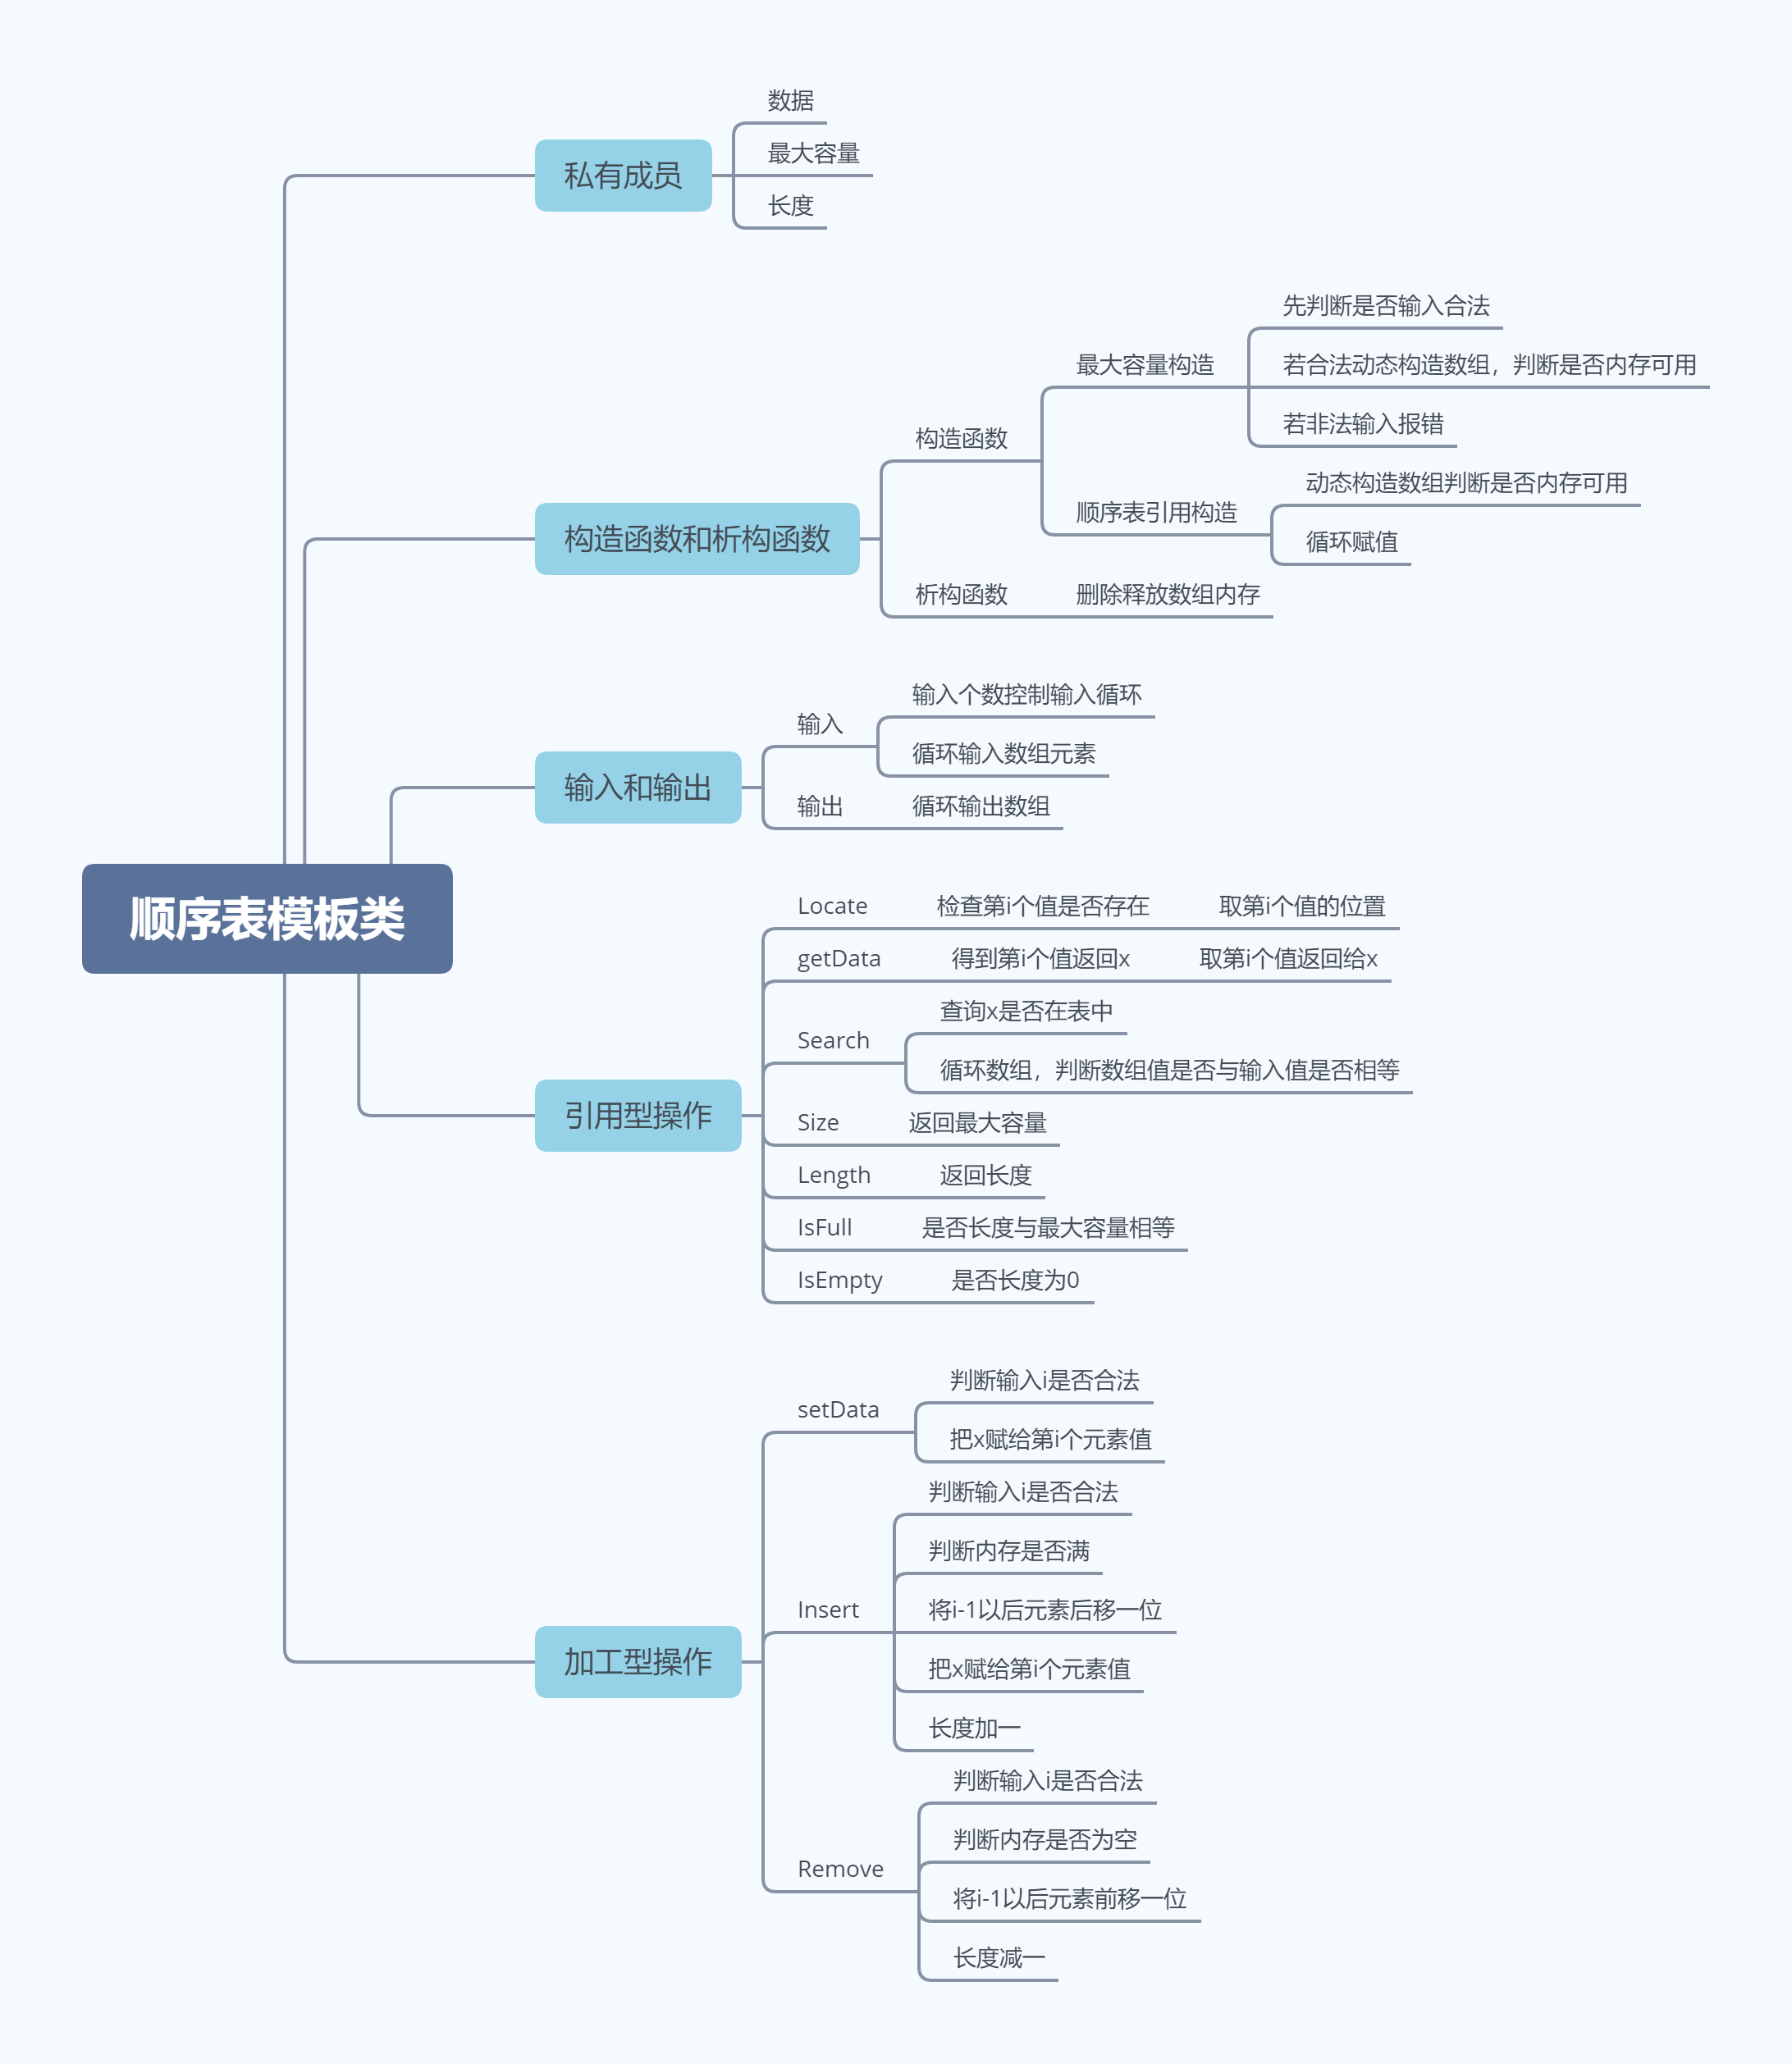 顺序表模板类
私有成员
数据
最大容量
长度
构造函数和析构函数
构造函数
最大容量构造
先判断是否输入合法
若合法动态构造数组，判断是否内存可用
若非法输入报错
顺序表引用构造
动态构造数组判断是否内存可用
循环赋值
析构函数
删除释放数组内存
输入和输出
输入
输入个数控制输入循环
循环输入数组元素
输出
循环输出数组
引用型操作
Locate
检查第i个值是否存在
取第i个值的位置
getData
得到第i个值返回x
取第i个值返回给x
Search
查询x是否在表中
循环数组，判断数组值是否与输入值是否相等
Size
返回最大容量
Length
返回长度
IsFull
是否长度与最大容量相等
IsEmpty
是否长度为0
加工型操作
setData
判断输入i是否合法
把x赋给第i个元素值
Insert
判断输入i是否合法
判断内存是否满
将i-1以后元素后移一位
把x赋给第i个元素值
长度加一
Remove
判断输入i是否合法
判断内存是否为空
将i-1以后元素前移一位
长度减一